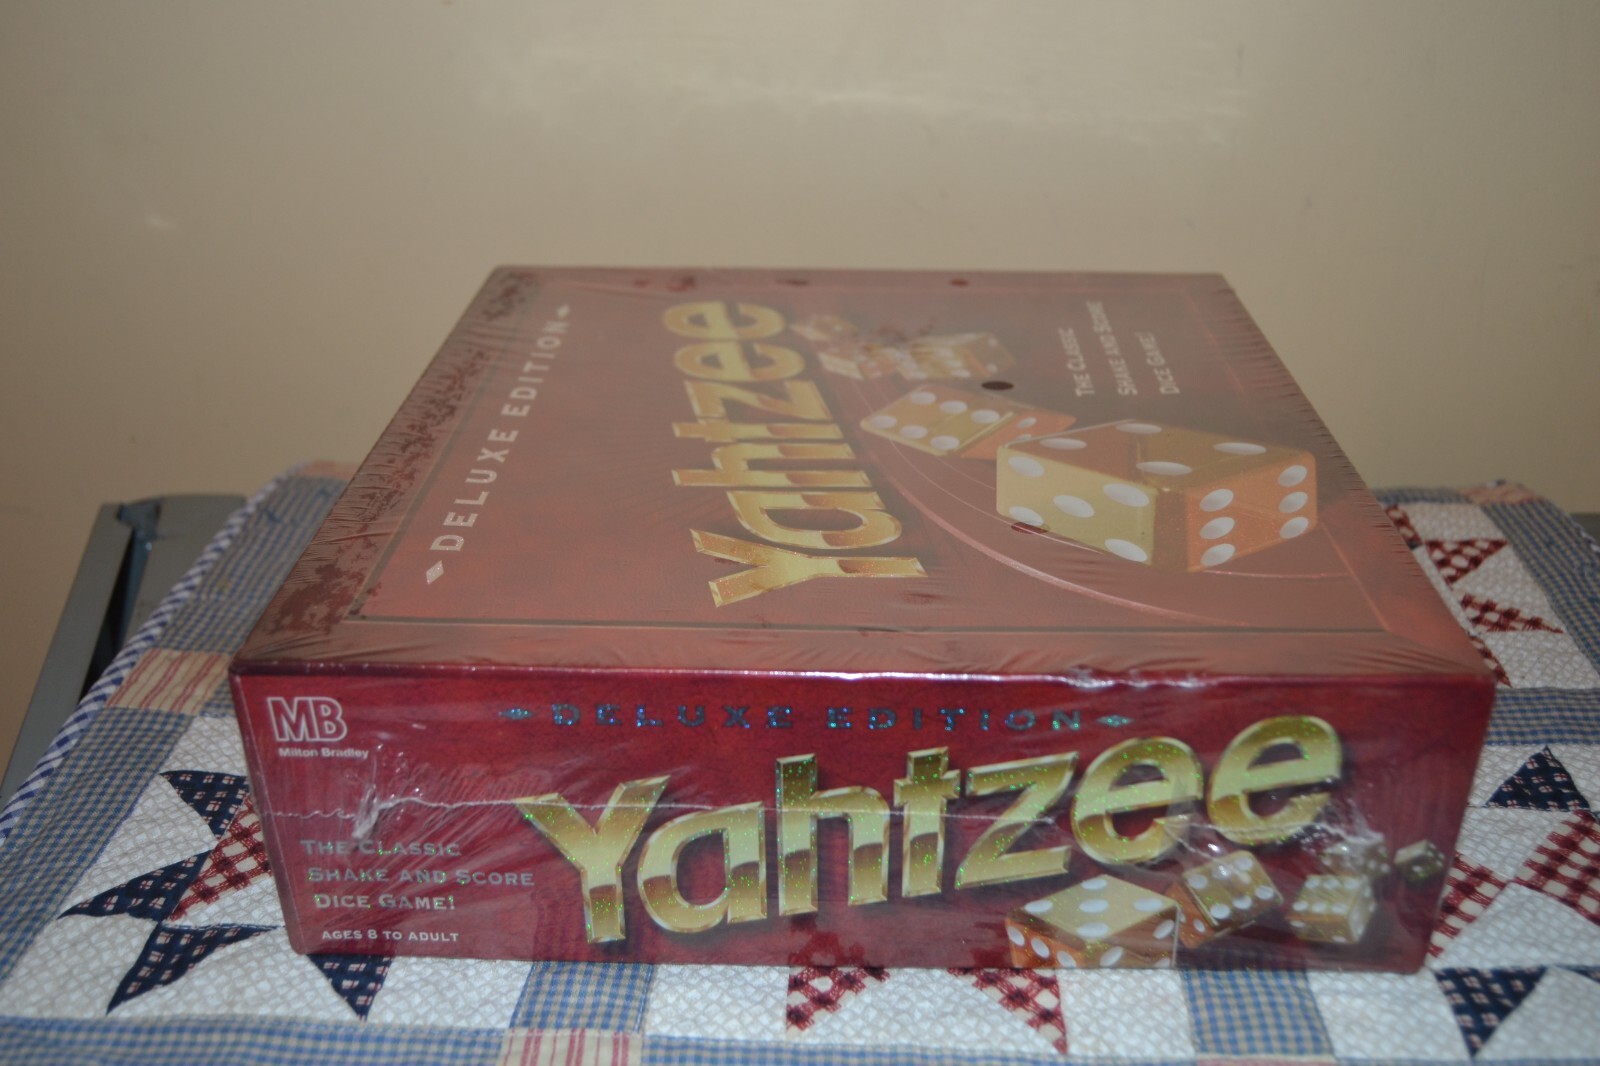 DELUXE EDITION
Yahtzee
THE CLASSIC
SHAKE AND SCORE
DICE GAME!
MB
Milton Bradley
DELUXE EDITION
Yahtzee
THE CLASSIC
SHAKE AND SCORE
DICE GAME!
AGES 8 TO ADULT